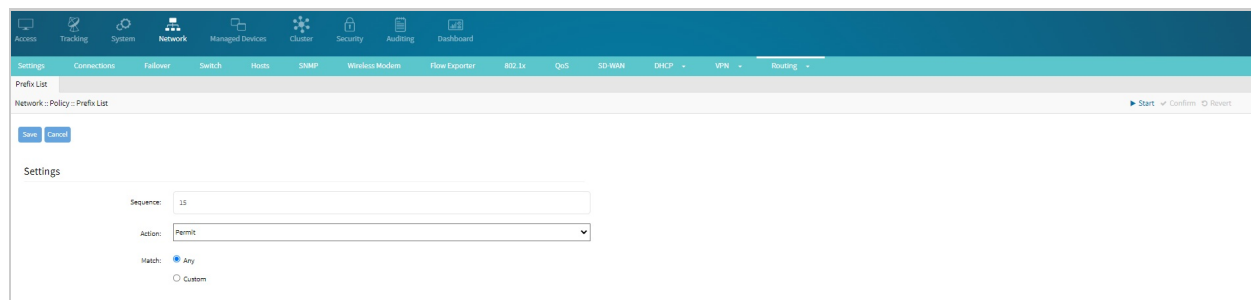 Access Tracking System Network Managed Devices Cluster Security Auditing Dashboard
Settings Connections Failover Switch Hosts SNMP Wireless Modem Flow Exporter 802.1x QoS SD-WAN DHCP VPN Routing
Prefix List
Network :: Policy :: Prefix List Start Confirm Revert
Save Cancel
Settings
Sequence: 15
Action: Permit
Match: Any
Custom